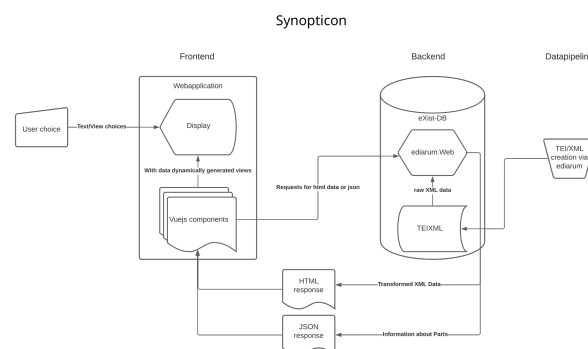 Synopticon
Frontend
Backend
Datapipelin
Webapplication
eXist-DB
User choice
Text/View choices
Display
ediarum.Web
TEI/XML
creation via
ediarum
With data dynamically generated views
Requests for html data or json
raw XML data
Vuejs components
TEIXML
HTML
response
Transformed XML Data
JSON
response
Information about Parts